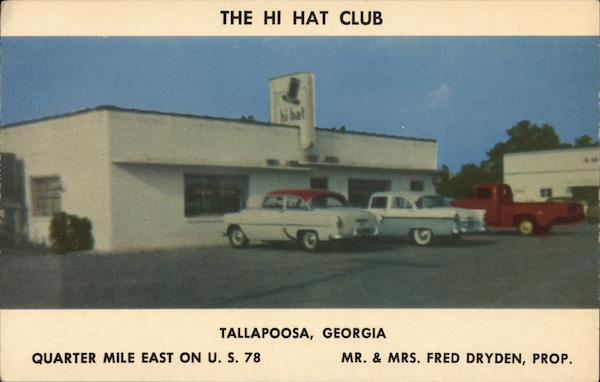 THE HI HAT CLUB
hi hat
TALLAPOOSA, GEORGIA
QUARTER MILE EAST ON U. S. 78 MR. & MRS. FRED DRYDEN, PROP.